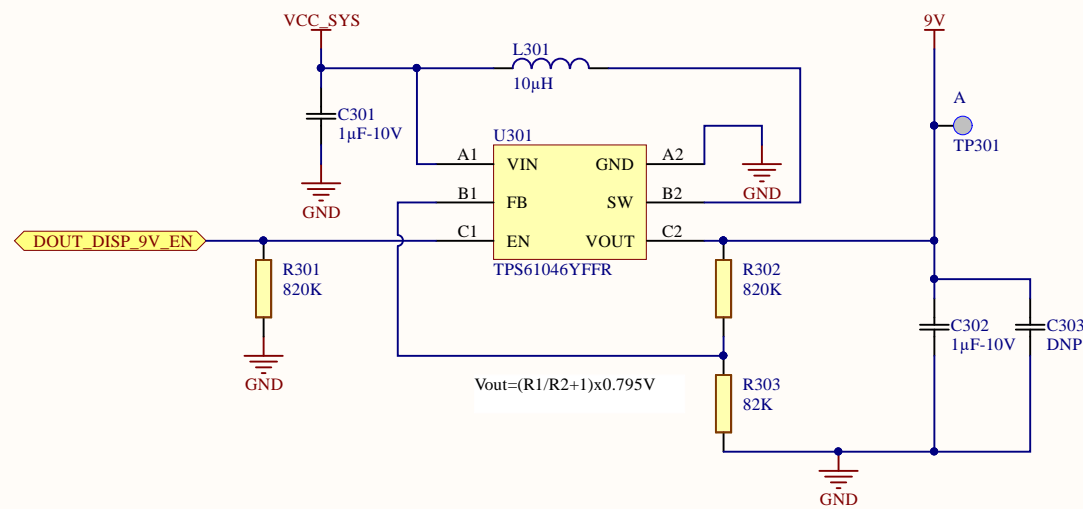 VCC_SYS
9V
L301
10µH
A
TP301
C301
1µF-10V
U301
A1
VIN
GND
A2
GND
GND
B1
FB
SW
B2
DOUT_DISP_9V_EN
C1
EN
VOUT
C2
TPS61046YFFR
R301
820K
R302
820K
C302
1µF-10V
C303
DNP
GND
Vout=(R1/R2+1)x0.795V
R303
82K
GND